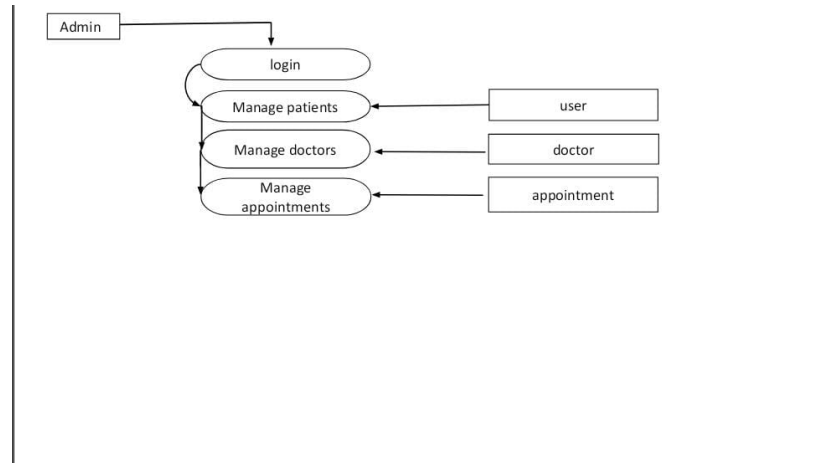 Admin
login
Manage patients
user
Manage doctors
doctor
Manage
appointments
appointment